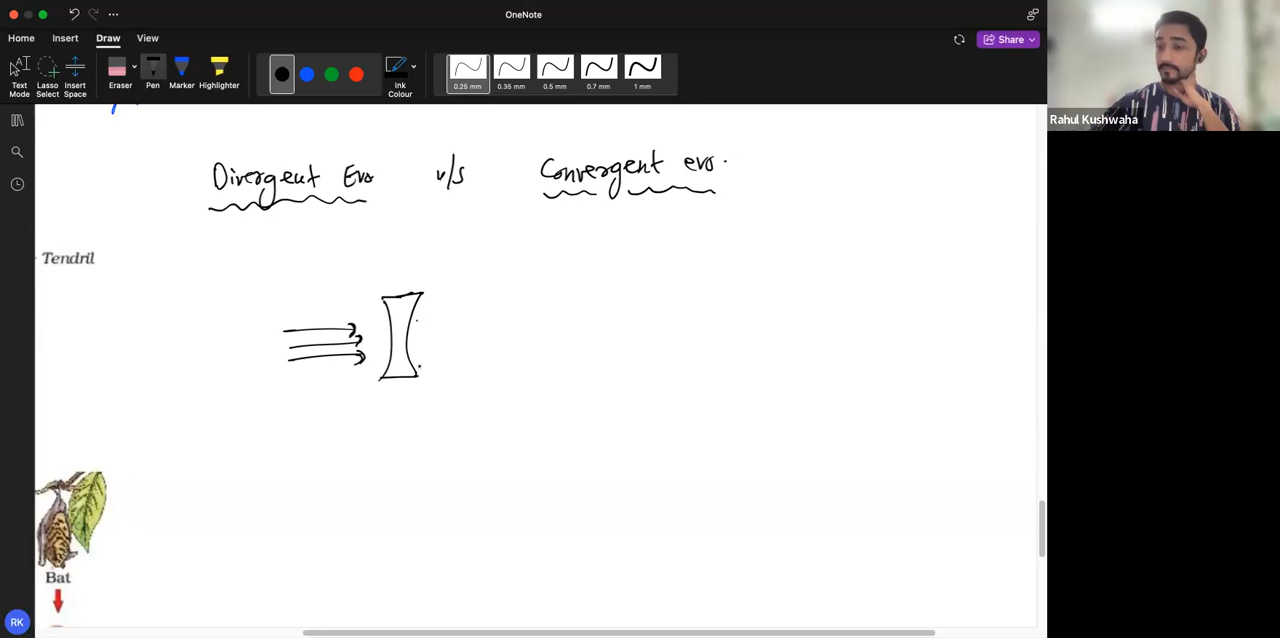 OneNote
Home Insert Draw View
Share
Text Mode
Lasso Select
Insert Space
Eraser
Pen
Marker
Highlighter
Ink Colour
0.25 mm
0.35 mm
0.5 mm
0.7 mm
1 mm
Rahul Kushwaha
Divergent Evo v/s Convergent evo.
Tendril
Bat
RK